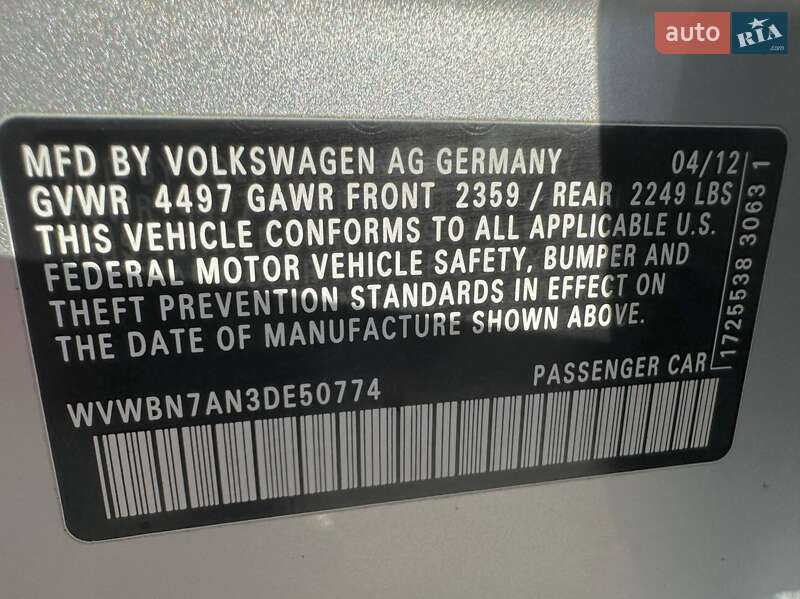 auto RIA.com
MFD BY VOLKSWAGEN AG GERMANY 04/12
GVWR 4497 GAWR FRONT 2359 / REAR 2249 LBS
THIS VEHICLE CONFORMS TO ALL APPLICABLE U.S.
FEDERAL MOTOR VEHICLE SAFETY, BUMPER AND
THEFT PREVENTION STANDARDS IN EFFECT ON
THE DATE OF MANUFACTURE SHOWN ABOVE.
PASSENGER CAR
WVWBN7AN3DE50774
1725538 3063 1